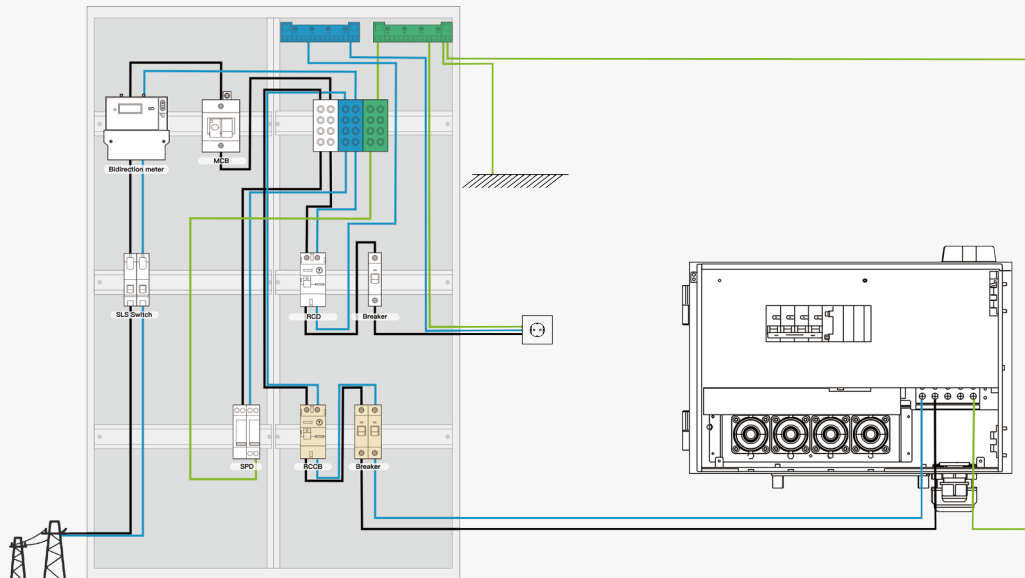 Bidirection meter
MCB
SLS Switch
RCD
Breaker
SPD
RCCB
Breaker